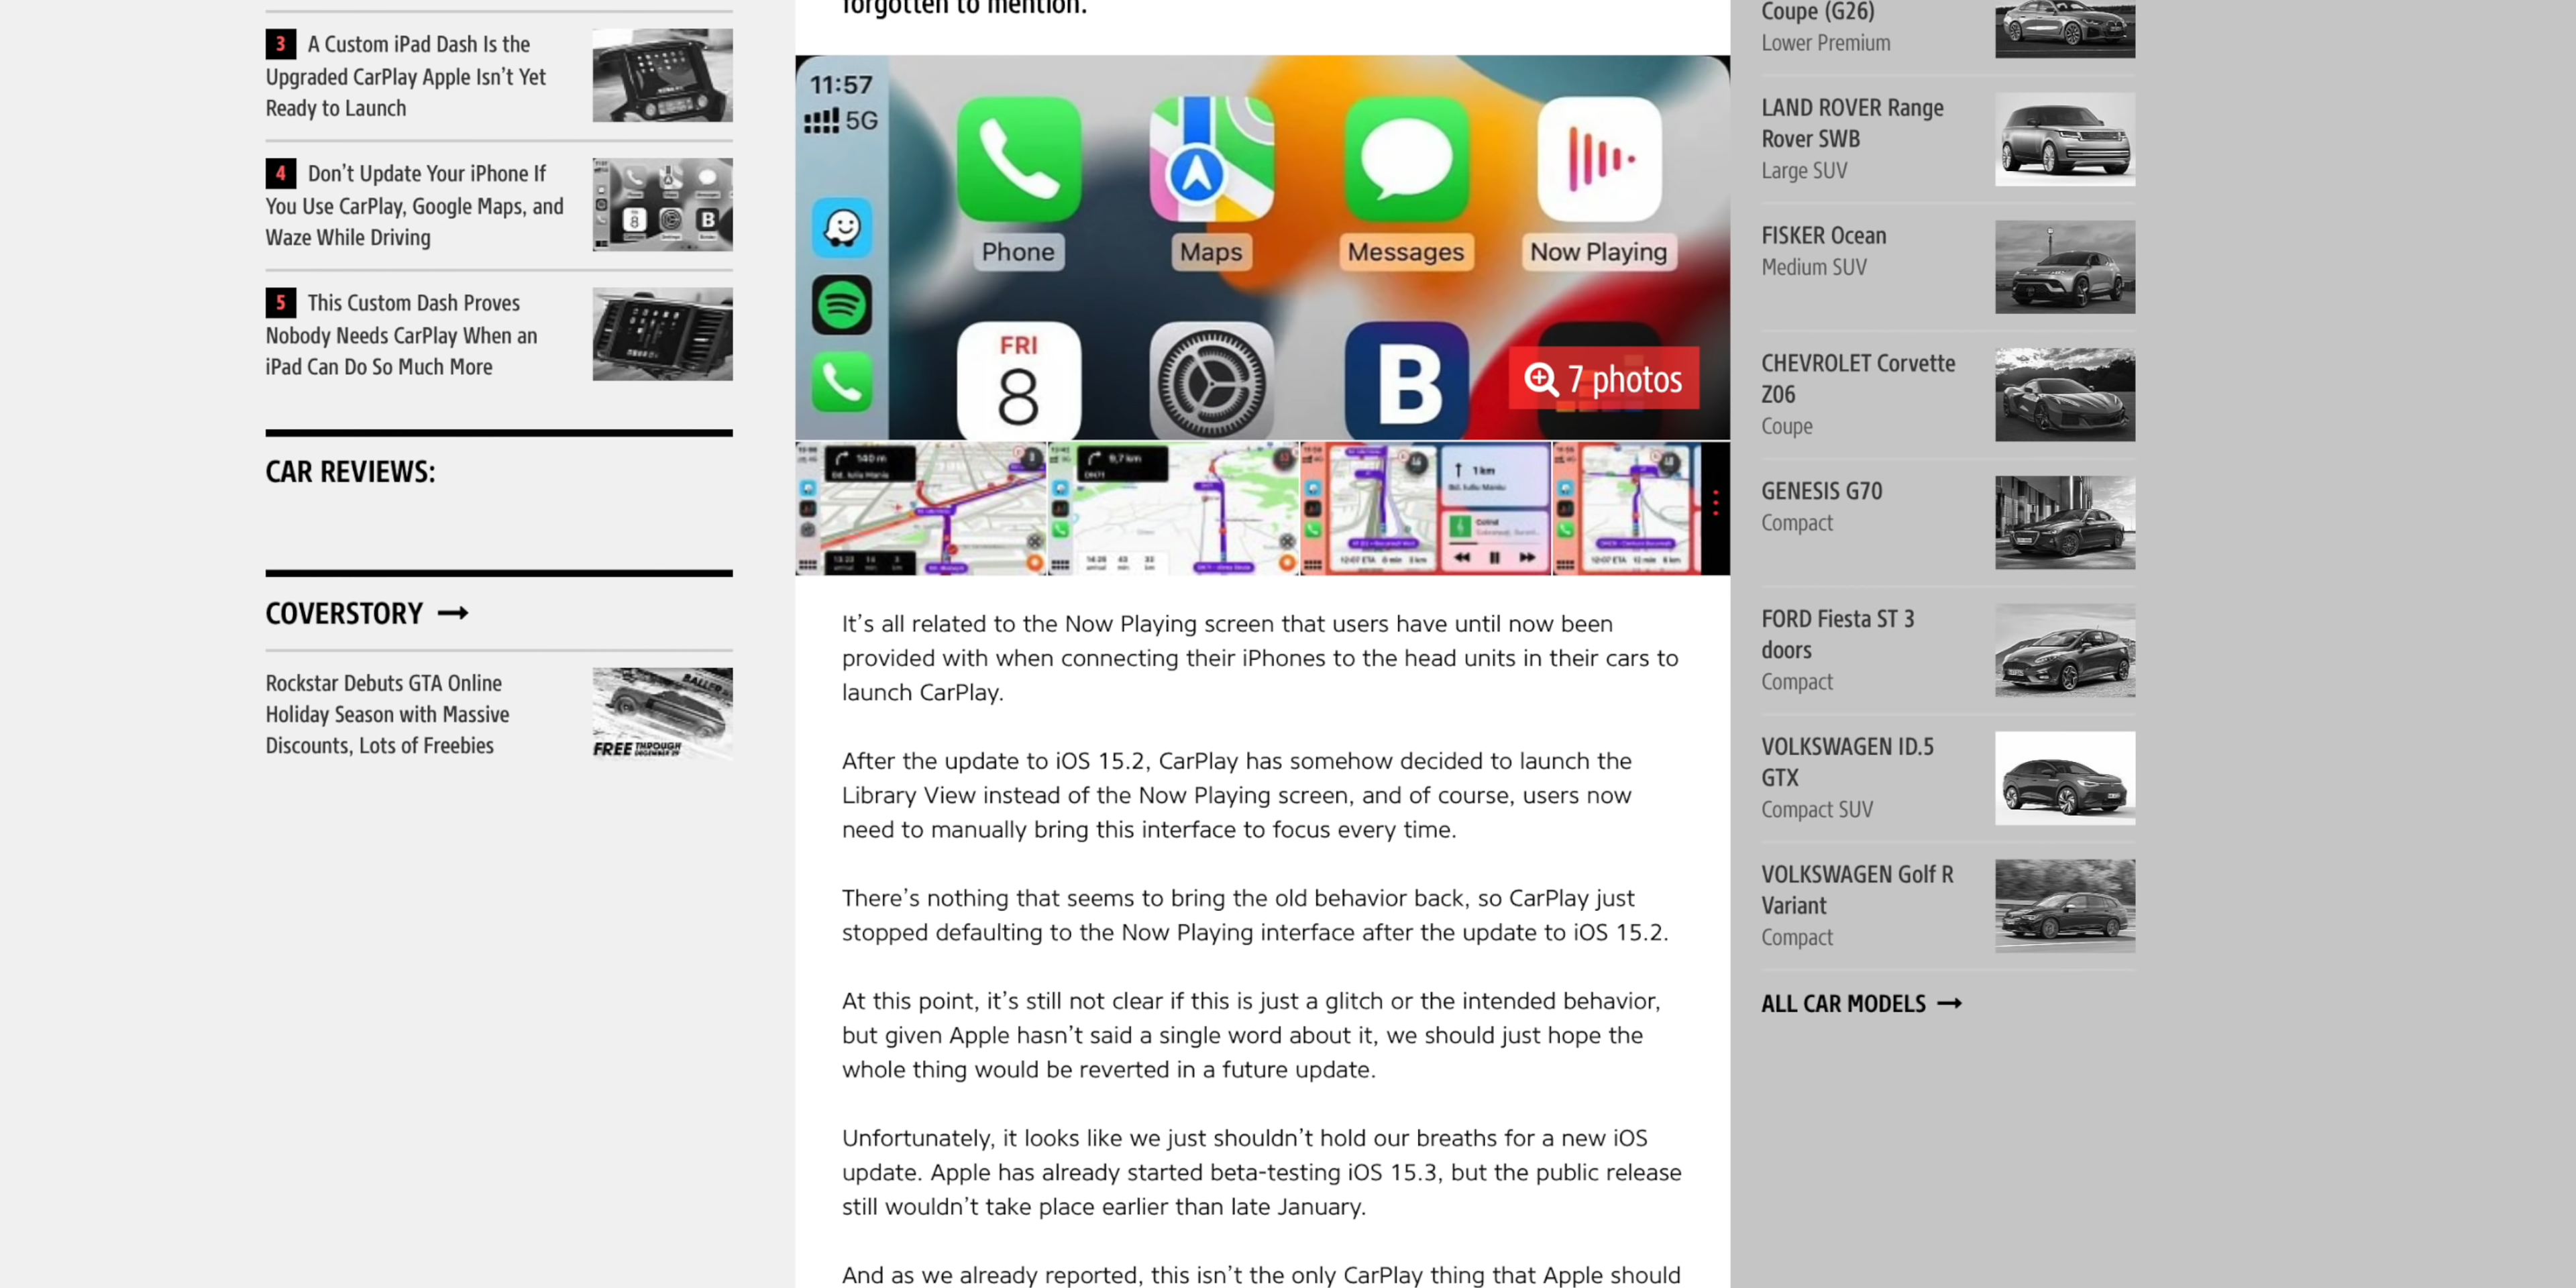 3 A Custom iPad Dash Is the
Upgraded CarPlay Apple Isn’t Yet
Ready to Launch
4 Don’t Update Your iPhone If
You Use CarPlay, Google Maps, and
Waze While Driving
5 This Custom Dash Proves
Nobody Needs CarPlay When an
iPad Can Do So Much More
CAR REVIEWS:
COVERSTORY →
Rockstar Debuts GTA Online
Holiday Season with Massive
Discounts, Lots of Freebies
BALLER
FREE THROUGH
forgotten to mention.
11:57
5G
Phone
Maps
Messages
Now Playing
FRI
8
B
7 photos
140 m
Bd. Iuliu Maniu
9,7 km
DN71
1 km
Bd. Iuliu Maniu
It’s all related to the Now Playing screen that users have until now been
provided with when connecting their iPhones to the head units in their cars to
launch CarPlay.
After the update to iOS 15.2, CarPlay has somehow decided to launch the
Library View instead of the Now Playing screen, and of course, users now
need to manually bring this interface to focus every time.
There’s nothing that seems to bring the old behavior back, so CarPlay just
stopped defaulting to the Now Playing interface after the update to iOS 15.2.
At this point, it’s still not clear if this is just a glitch or the intended behavior,
but given Apple hasn’t said a single word about it, we should just hope the
whole thing would be reverted in a future update.
Unfortunately, it looks like we just shouldn’t hold our breaths for a new iOS
update. Apple has already started beta-testing iOS 15.3, but the public release
still wouldn’t take place earlier than late January.
And as we already reported, this isn’t the only CarPlay thing that Apple should
Coupe (G26)
Lower Premium
LAND ROVER Range
Rover SWB
Large SUV
FISKER Ocean
Medium SUV
CHEVROLET Corvette
Z06
Coupe
GENESIS G70
Compact
FORD Fiesta ST 3
doors
Compact
VOLKSWAGEN ID.5
GTX
Compact SUV
VOLKSWAGEN Golf R
Variant
Compact
ALL CAR MODELS →